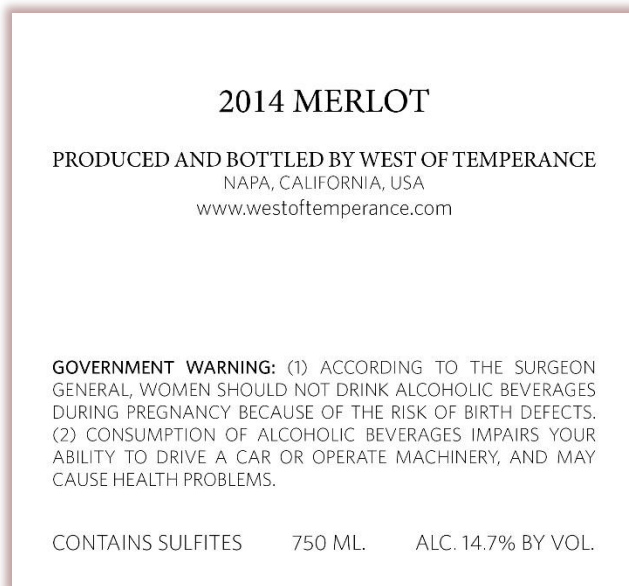 2014 MERLOT
PRODUCED AND BOTTLED BY WEST OF TEMPERANCE
NAPA, CALIFORNIA, USA
www.westoftemperance.com
GOVERNMENT WARNING: (1) ACCORDING TO THE SURGEON
GENERAL, WOMEN SHOULD NOT DRINK ALCOHOLIC BEVERAGES
DURING PREGNANCY BECAUSE OF THE RISK OF BIRTH DEFECTS.
(2) CONSUMPTION OF ALCOHOLIC BEVERAGES IMPAIRS YOUR
ABILITY TO DRIVE A CAR OR OPERATE MACHINERY, AND MAY
CAUSE HEALTH PROBLEMS.
CONTAINS SULFITES 750 ML. ALC. 14.7% BY VOL.